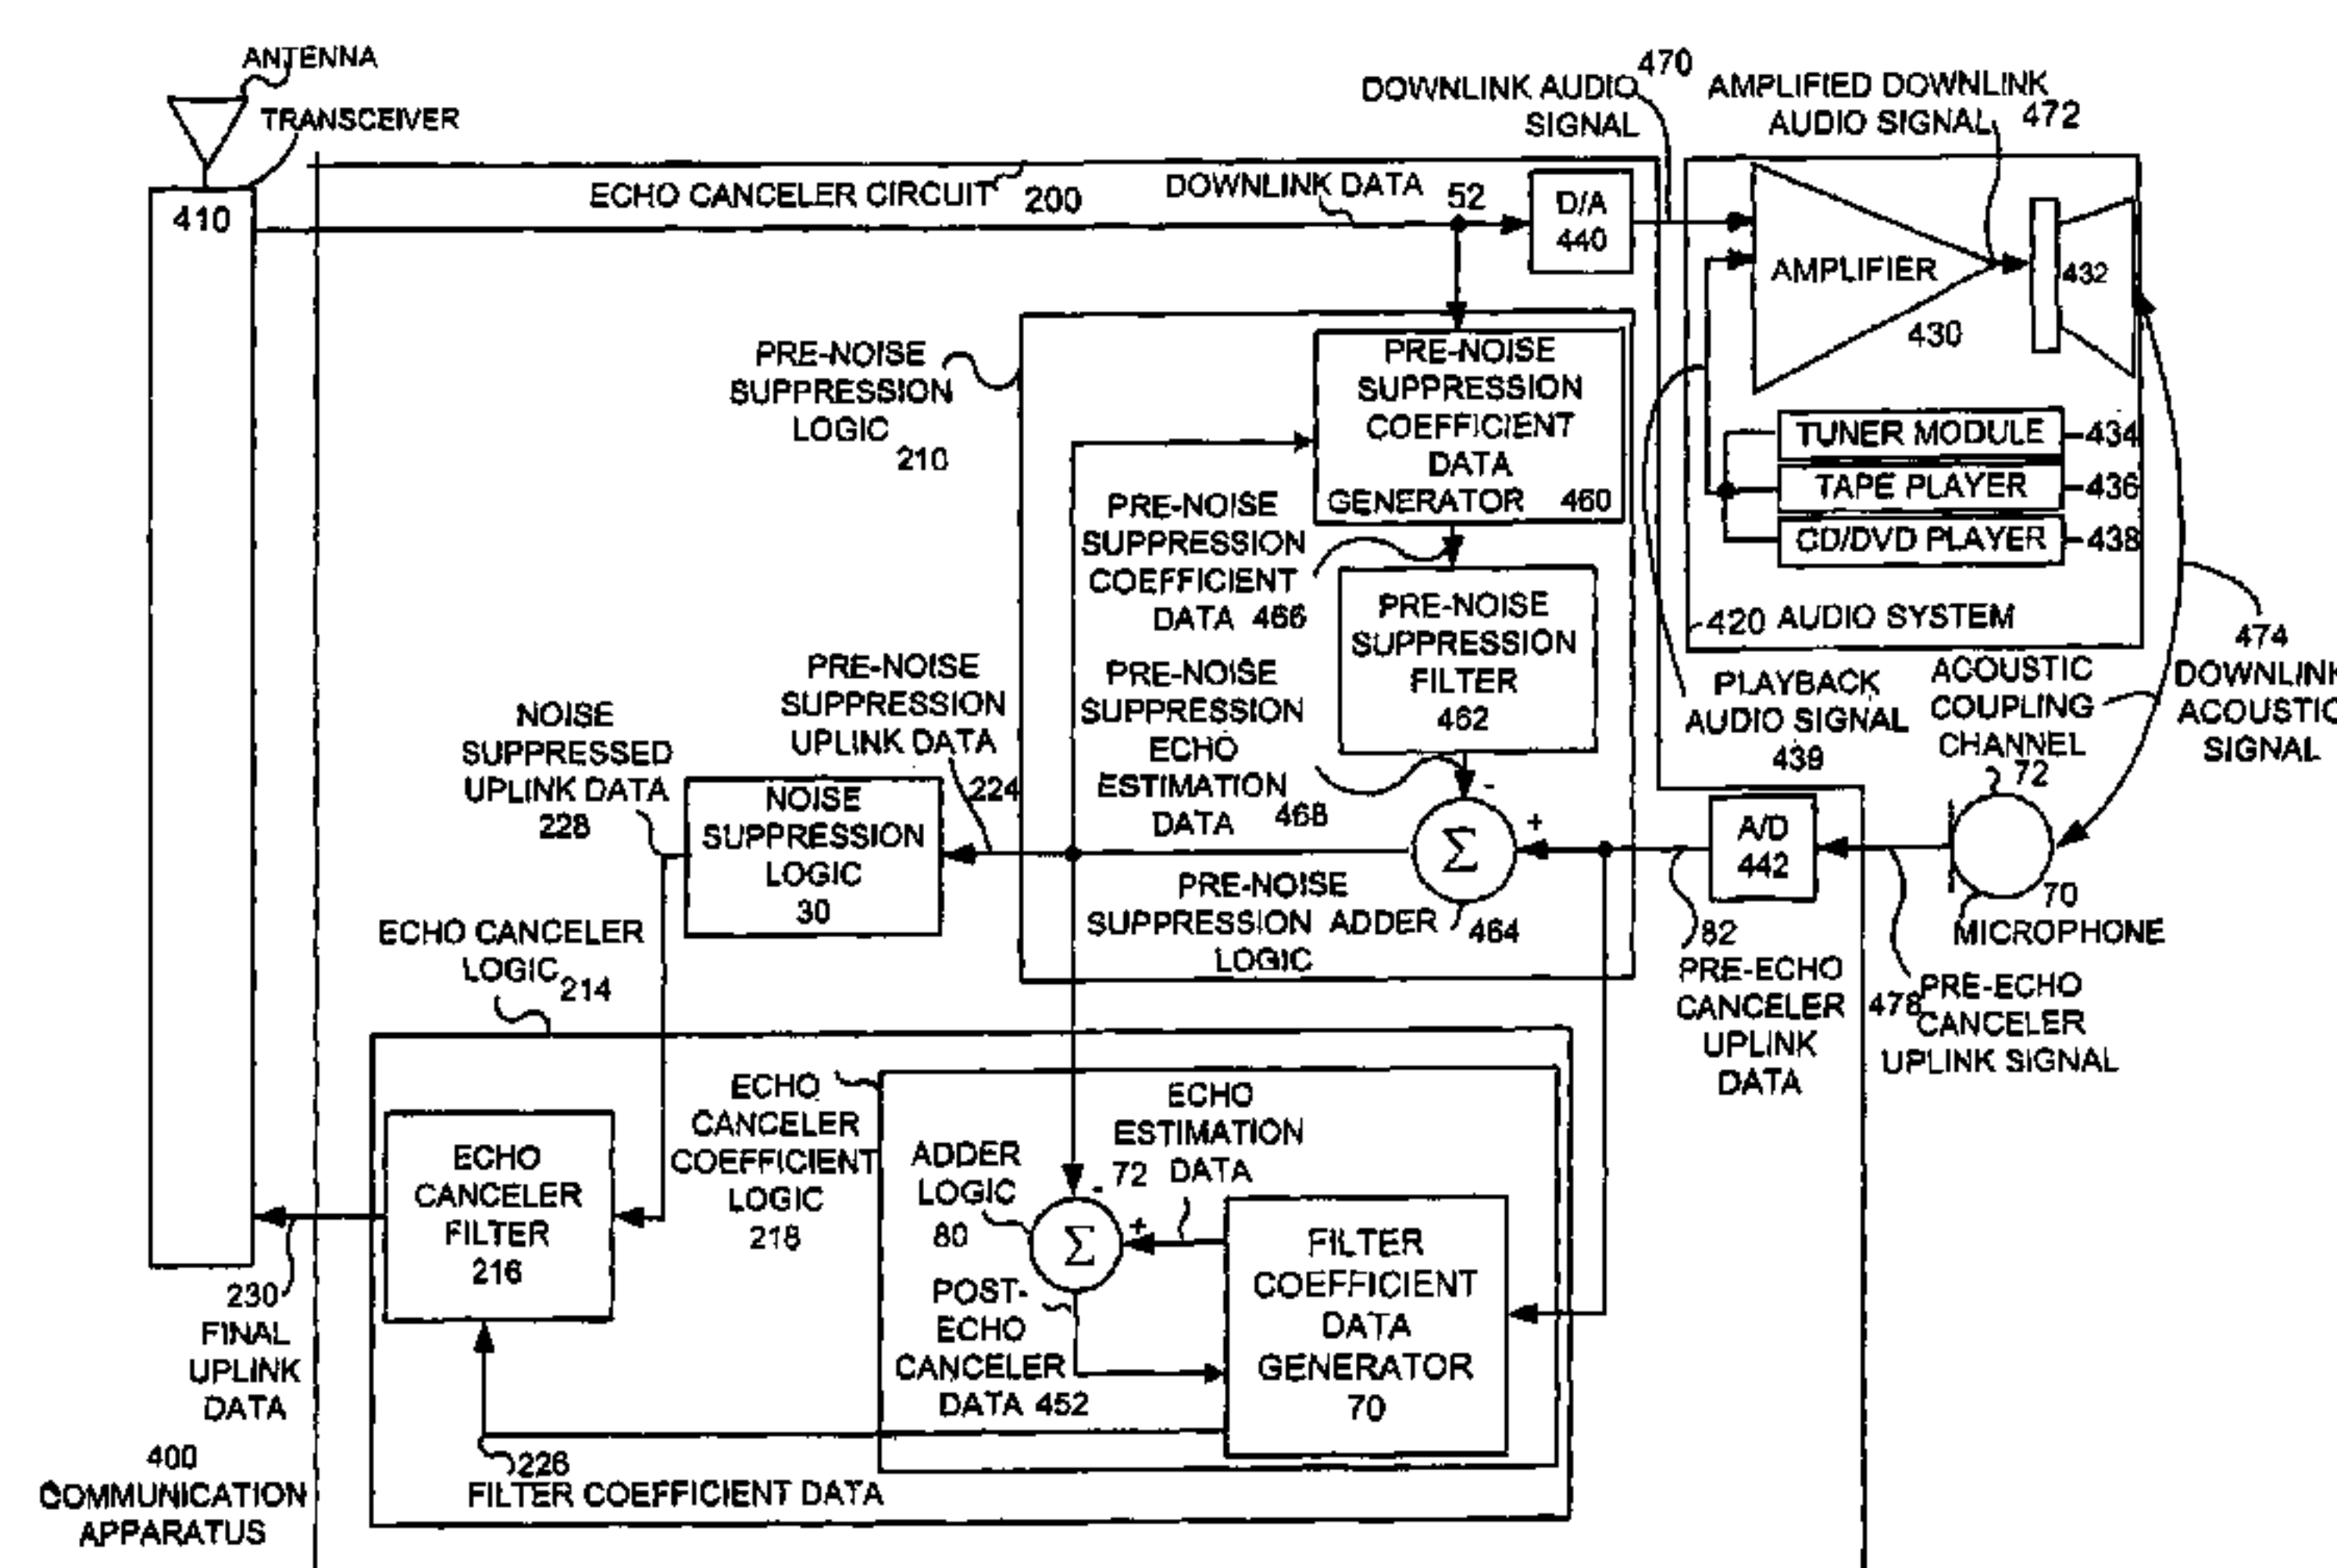 ANTENNA
TRANSCEIVER
410
ECHO CANCELER CIRCUIT 200
DOWNLINK DATA
52
D/A
440
DOWNLINK AUDIO
SIGNAL
470
AMPLIFIED DOWNLINK
AUDIO SIGNAL 472
AMPLIFIER
430
432
TUNER MODULE 434
TAPE PLAYER 436
CD/DVD PLAYER 438
420 AUDIO SYSTEM
PRE-NOISE
SUPPRESSION
LOGIC
210
PRE-NOISE
SUPPRESSION
COEFFICIENT
DATA
GENERATOR 460
PRE-NOISE
SUPPRESSION
COEFFICIENT
DATA 466
PRE-NOISE
SUPPRESSION
FILTER
462
PRE-NOISE
SUPPRESSION
ECHO
ESTIMATION
DATA 468
-
+
Σ
PRE-NOISE
SUPPRESSION ADDER
LOGIC
464
PLAYBACK
AUDIO SIGNAL
439
ACOUSTIC
COUPLING
CHANNEL
72
474
DOWNLINK
ACOUSTIC
SIGNAL
A/D
442
70
MICROPHONE
82
PRE-ECHO
CANCELER
UPLINK
DATA
478
PRE-ECHO
CANCELER
UPLINK SIGNAL
PRE-NOISE
SUPPRESSION
UPLINK DATA
224
NOISE
SUPPRESSED
UPLINK DATA
228
NOISE
SUPPRESSION
LOGIC
30
ECHO CANCELER
LOGIC 214
ECHO
CANCELER
FILTER
216
ECHO
CANCELER
COEFFICIENT
LOGIC
218
ADDER
LOGIC
80
-
+
Σ
ECHO
ESTIMATION
72 DATA
POST-
ECHO
CANCELER
DATA 452
FILTER
COEFFICIENT
DATA
GENERATOR
70
226
FILTER COEFFICIENT DATA
230
FINAL
UPLINK
DATA
400
COMMUNICATION
APPARATUS